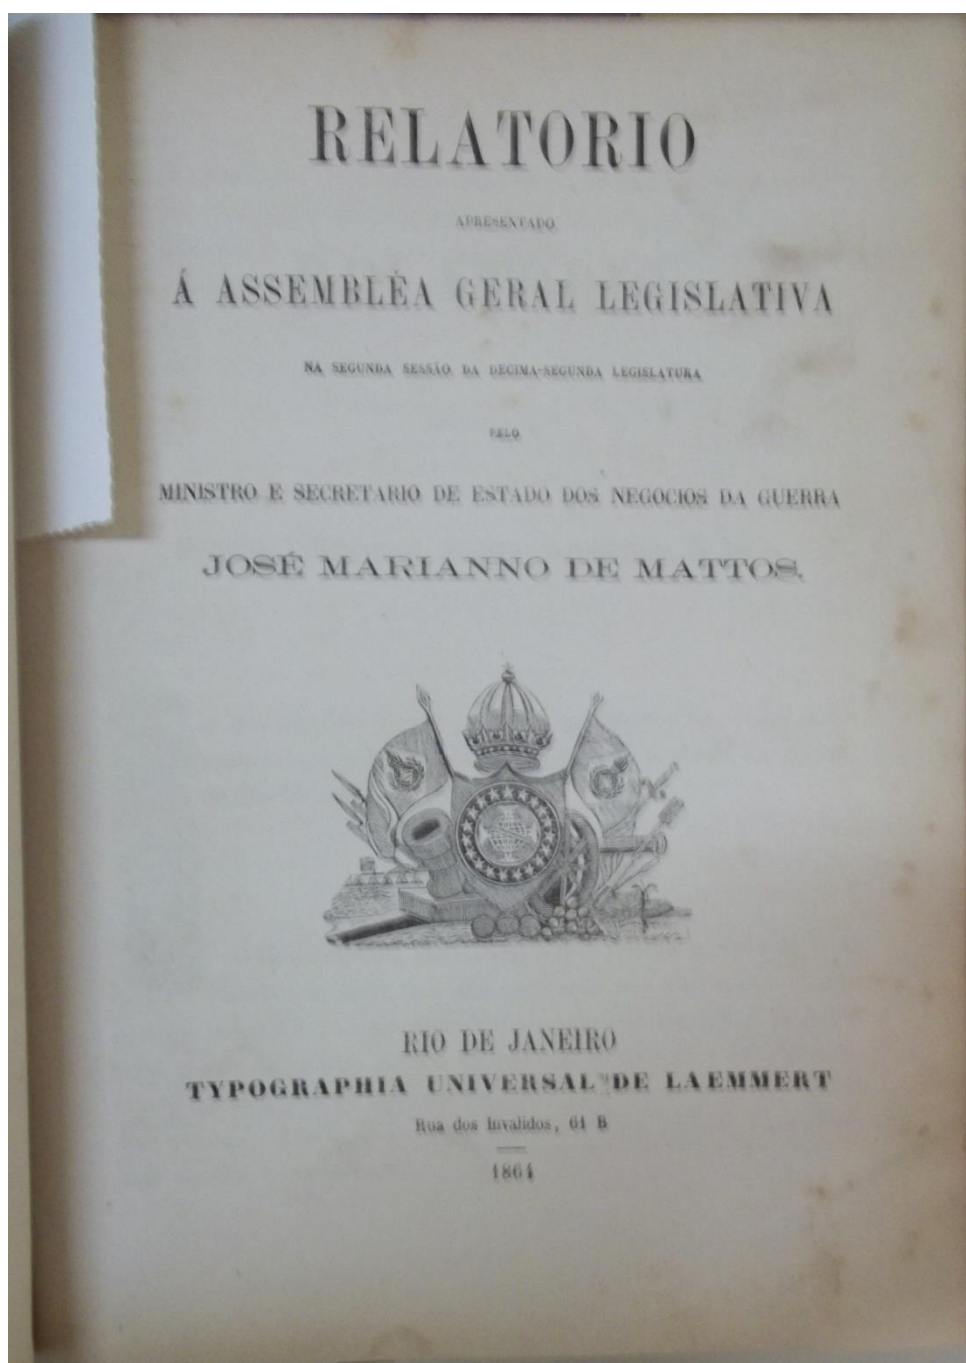 RELATORIO
APRESENTADO
Á ASSEMBLÉA GERAL LEGISLATIVA
NA SEGUNDA SESSÃO DA DECIMA-SEGUNDA LEGISLATURA
PELO
MINISTRO E SECRETARIO DE ESTADO DOS NEGOCIOS DA GUERRA
JOSÉ MARIANNO DE MATTOS.
RIO DE JANEIRO
TYPOGRAPHIA UNIVERSAL DE LAEMMERT
Rua dos Invalidos, 61 B
1864